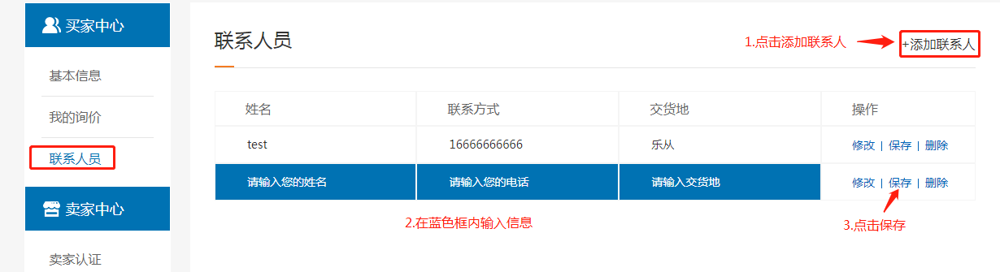 买家中心
基本信息
我的询价
联系人员
卖家中心
卖家认证
联系人员
1.点击添加联系人
+添加联系人
姓名 联系方式 交货地 操作
test 16666666666 乐从 修改 | 保存 | 删除
请输入您的姓名 请输入您的电话 请输入交货地 修改 | 保存 | 删除
2.在蓝色框内输入信息
3.点击保存